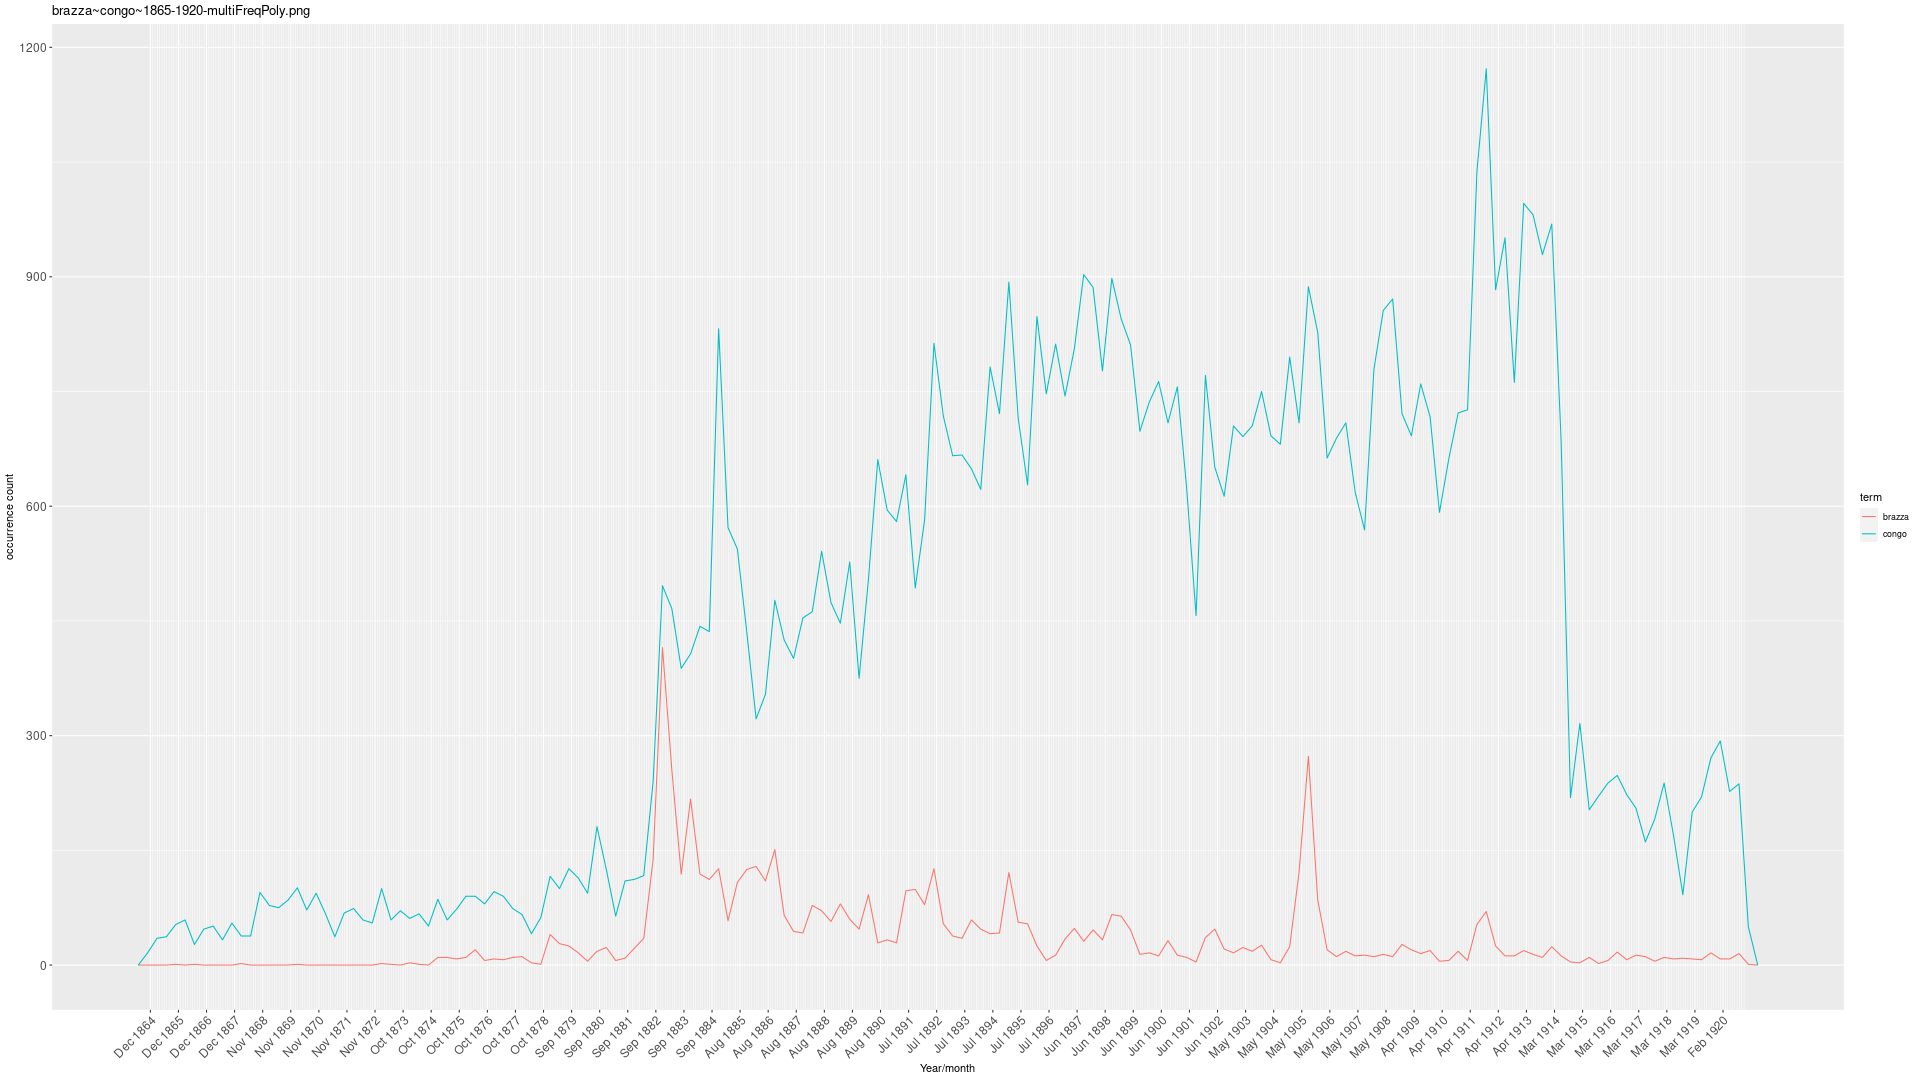 brazza~congo~1865-1920-multiFreqPoly.png
1200
900
600
300
0
occurrence count
Dec 1864
Dec 1865
Dec 1866
Dec 1867
Nov 1868
Nov 1869
Nov 1870
Nov 1871
Nov 1872
Oct 1873
Oct 1874
Oct 1875
Oct 1876
Oct 1877
Oct 1878
Sep 1879
Sep 1880
Sep 1881
Sep 1882
Sep 1883
Sep 1884
Aug 1885
Aug 1886
Aug 1887
Aug 1888
Aug 1889
Aug 1890
Jul 1891
Jul 1892
Jul 1893
Jul 1894
Jul 1895
Jul 1896
Jun 1897
Jun 1898
Jun 1899
Jun 1900
Jun 1901
Jun 1902
May 1903
May 1904
May 1905
May 1906
May 1907
May 1908
Apr 1909
Apr 1910
Apr 1911
Apr 1912
Apr 1913
Mar 1914
Mar 1915
Mar 1916
Mar 1917
Mar 1918
Mar 1919
Feb 1920
Year/month
term
brazza
congo